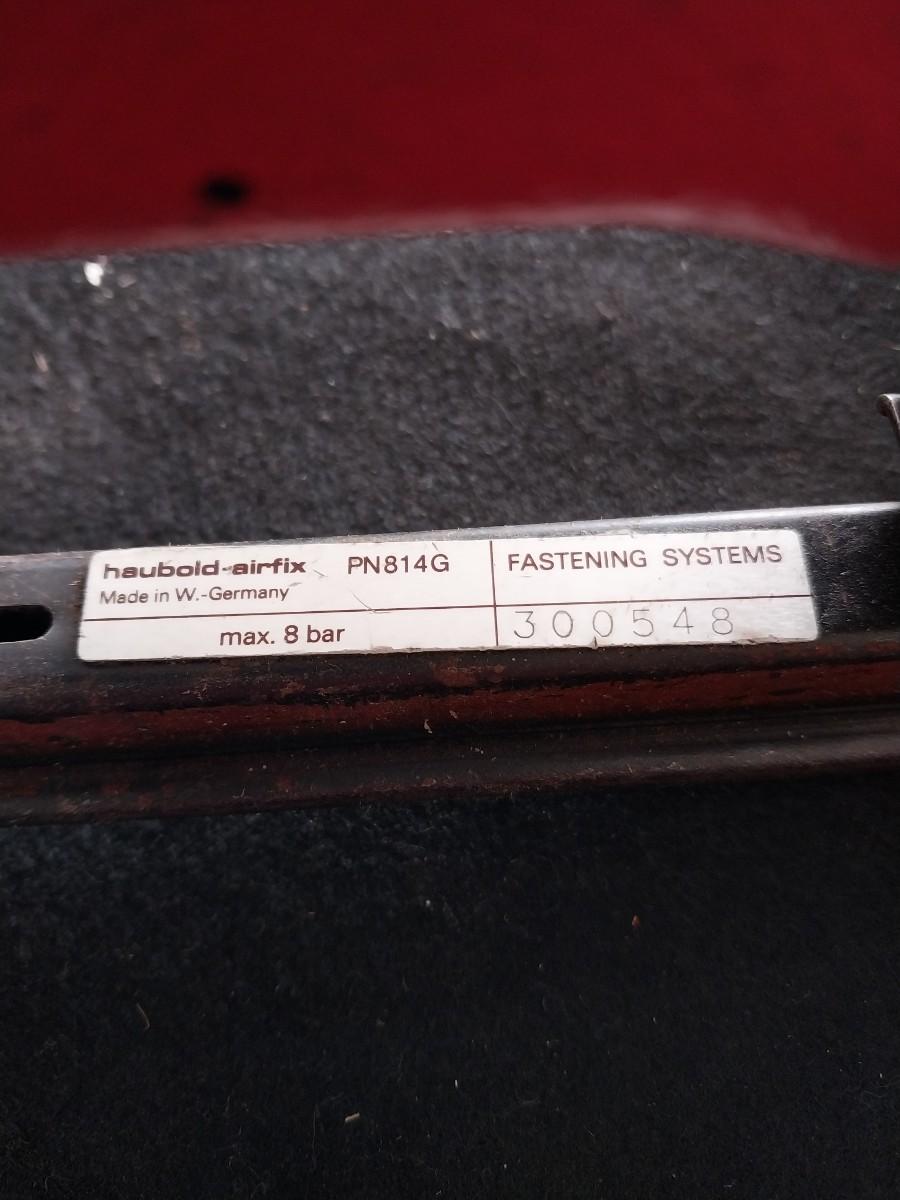 haubold-airfix PN814G
Made in W.-Germany
max. 8 bar
FASTENING SYSTEMS
300548